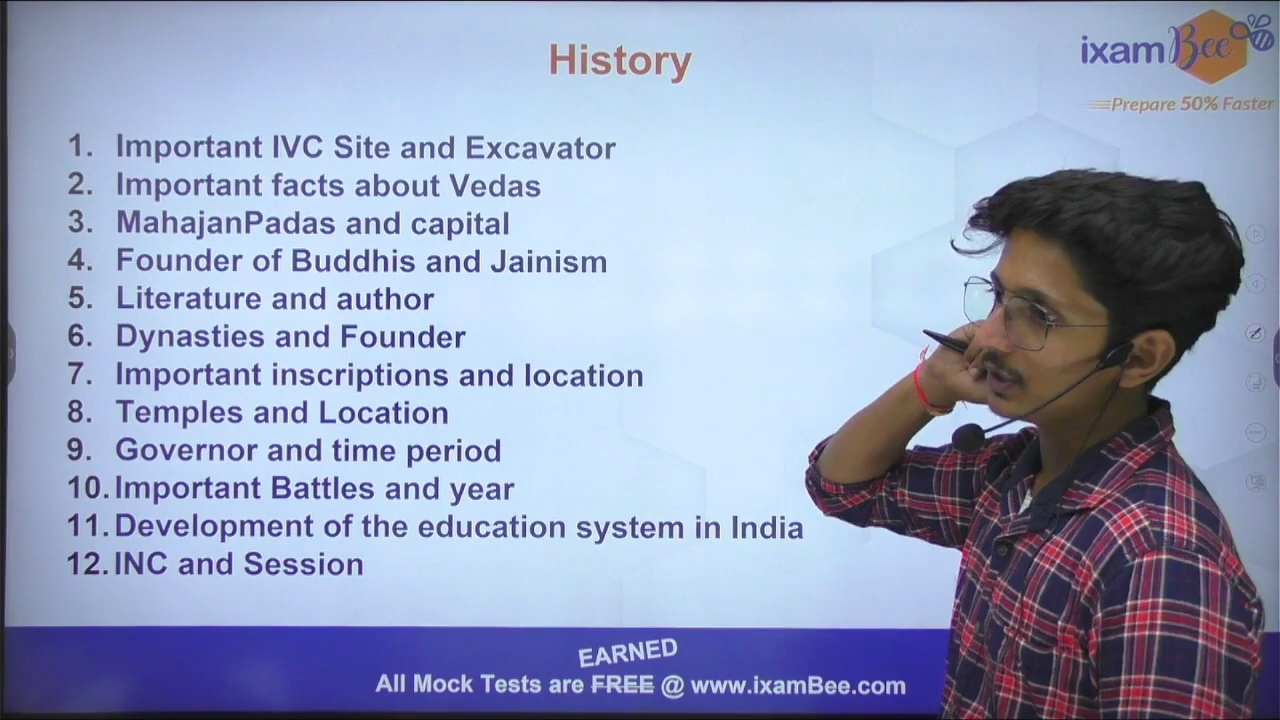 History
ixamBee
Prepare 50% Faster
1. Important IVC Site and Excavator
2. Important facts about Vedas
3. MahajanPadas and capital
4. Founder of Buddhis and Jainism
5. Literature and author
6. Dynasties and Founder
7. Important inscriptions and location
8. Temples and Location
9. Governor and time period
10. Important Battles and year
11. Development of the education system in India
12. INC and Session
EARNED
All Mock Tests are FREE @ www.ixamBee.com